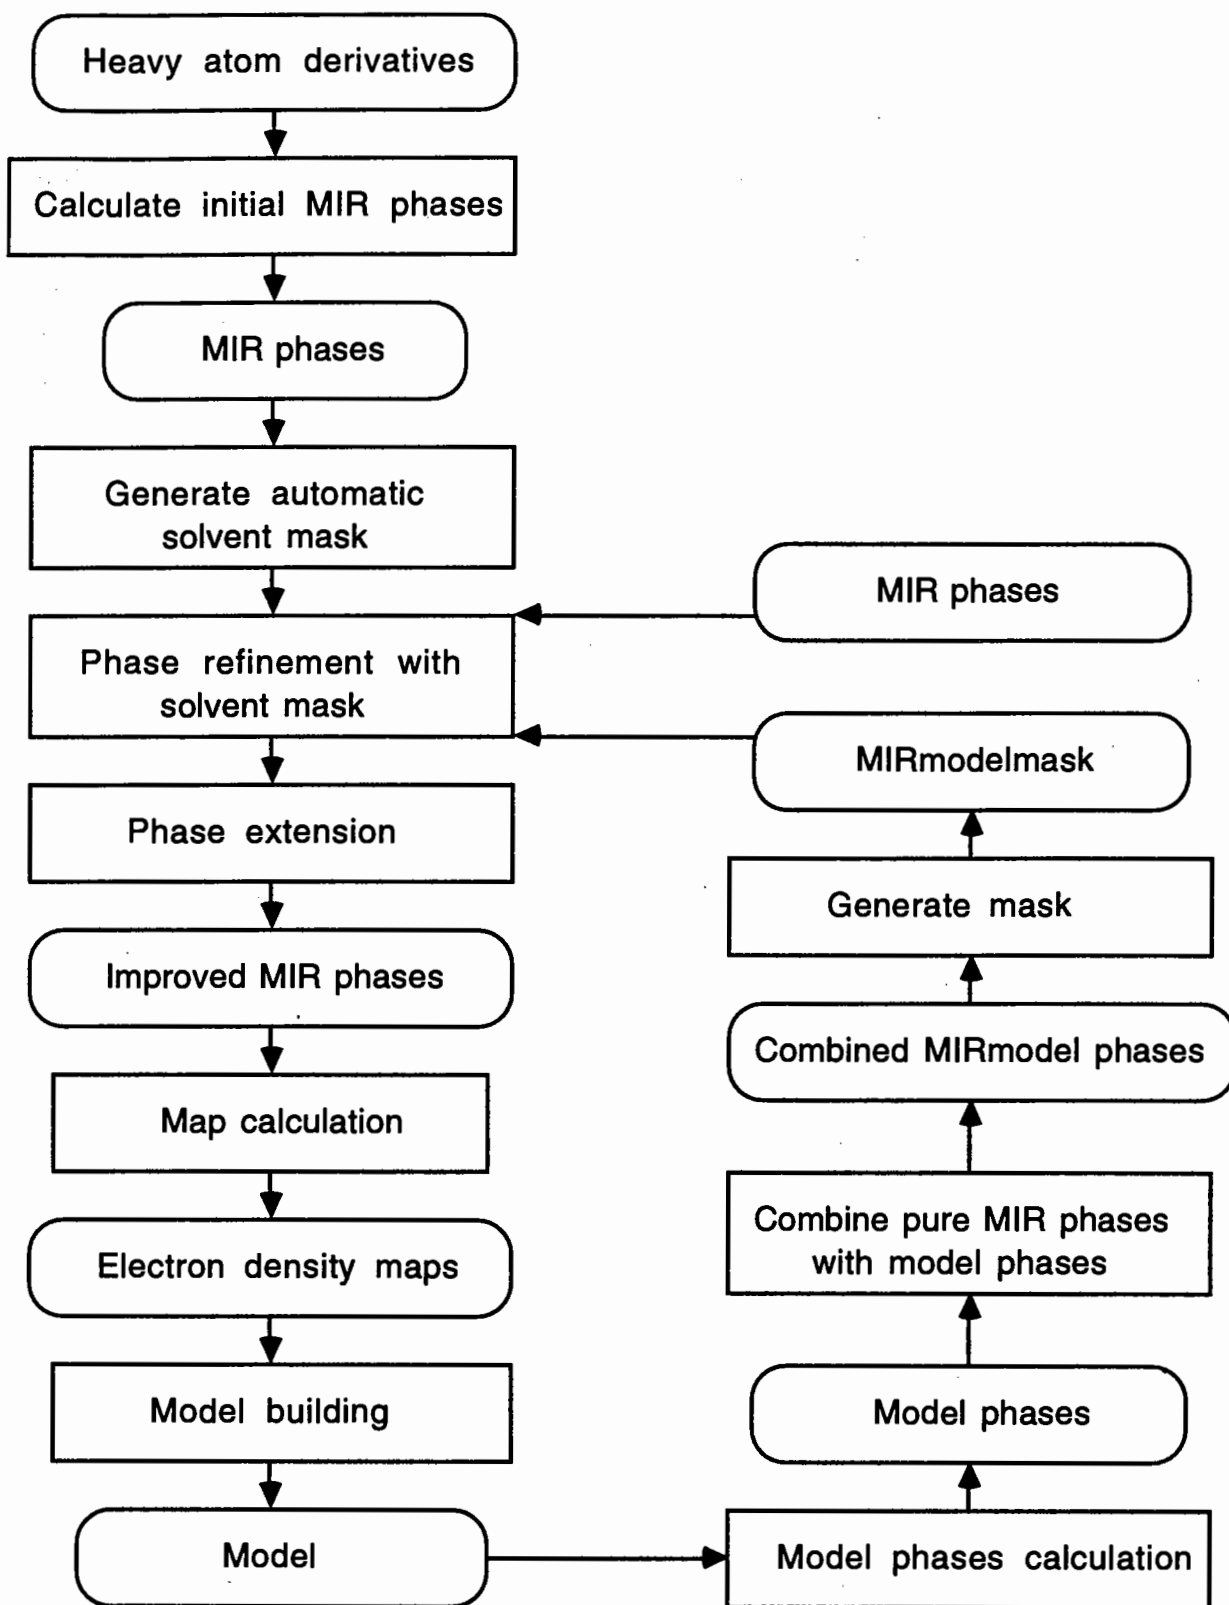 Heavy atom derivatives
Calculate initial MIR phases
MIR phases
Generate automatic
solvent mask
Phase refinement with
solvent mask
Phase extension
Improved MIR phases
Map calculation
Electron density maps
Model building
Model
MIR phases
MIRmodelmask
Generate mask
Combined MIRmodel phases
Combine pure MIR phases
with model phases
Model phases
Model phases calculation